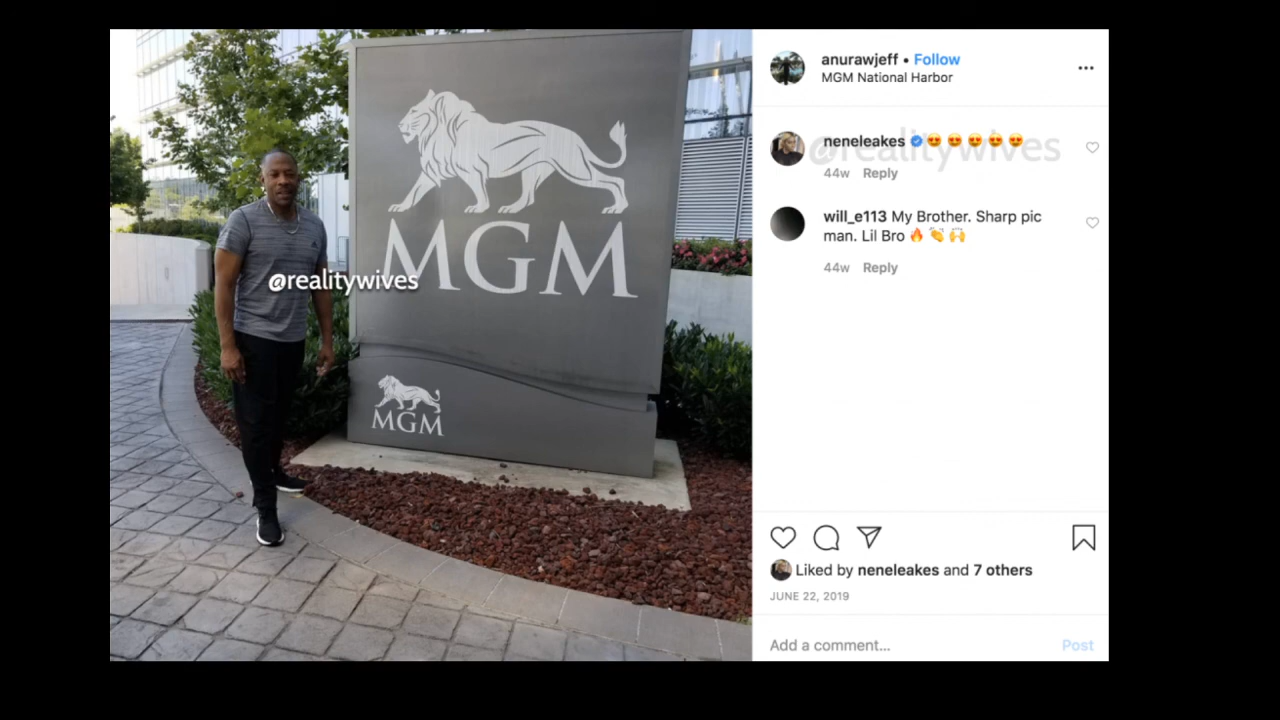 MGM
MGM
@realitywives
anurawjeff • Follow
MGM National Harbor
@realitywives
neneleakes 😍 😍 😍 😍 😍
44w Reply
will_e113 My Brother. Sharp pic
man. Lil Bro 🔥 👏 🙌
44w Reply
Liked by neneleakes and 7 others
JUNE 22, 2019
Add a comment...
Post